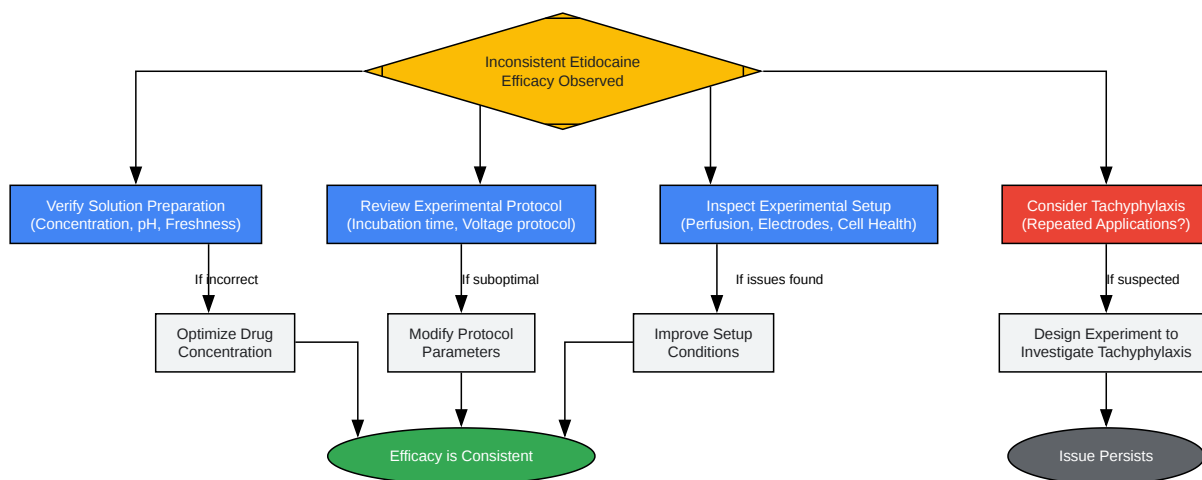 Inconsistent Etidocaine
Efficacy Observed
Verify Solution Preparation
(Concentration, pH, Freshness)
Review Experimental Protocol
(Incubation time, Voltage protocol)
Inspect Experimental Setup
(Perfusion, Electrodes, Cell Health)
Consider Tachyphylaxis
(Repeated Applications?)
If incorrect
If suboptimal
If issues found
If suspected
Optimize Drug
Concentration
Modify Protocol
Parameters
Improve Setup
Conditions
Design Experiment to
Investigate Tachyphylaxis
Efficacy is Consistent
Issue Persists